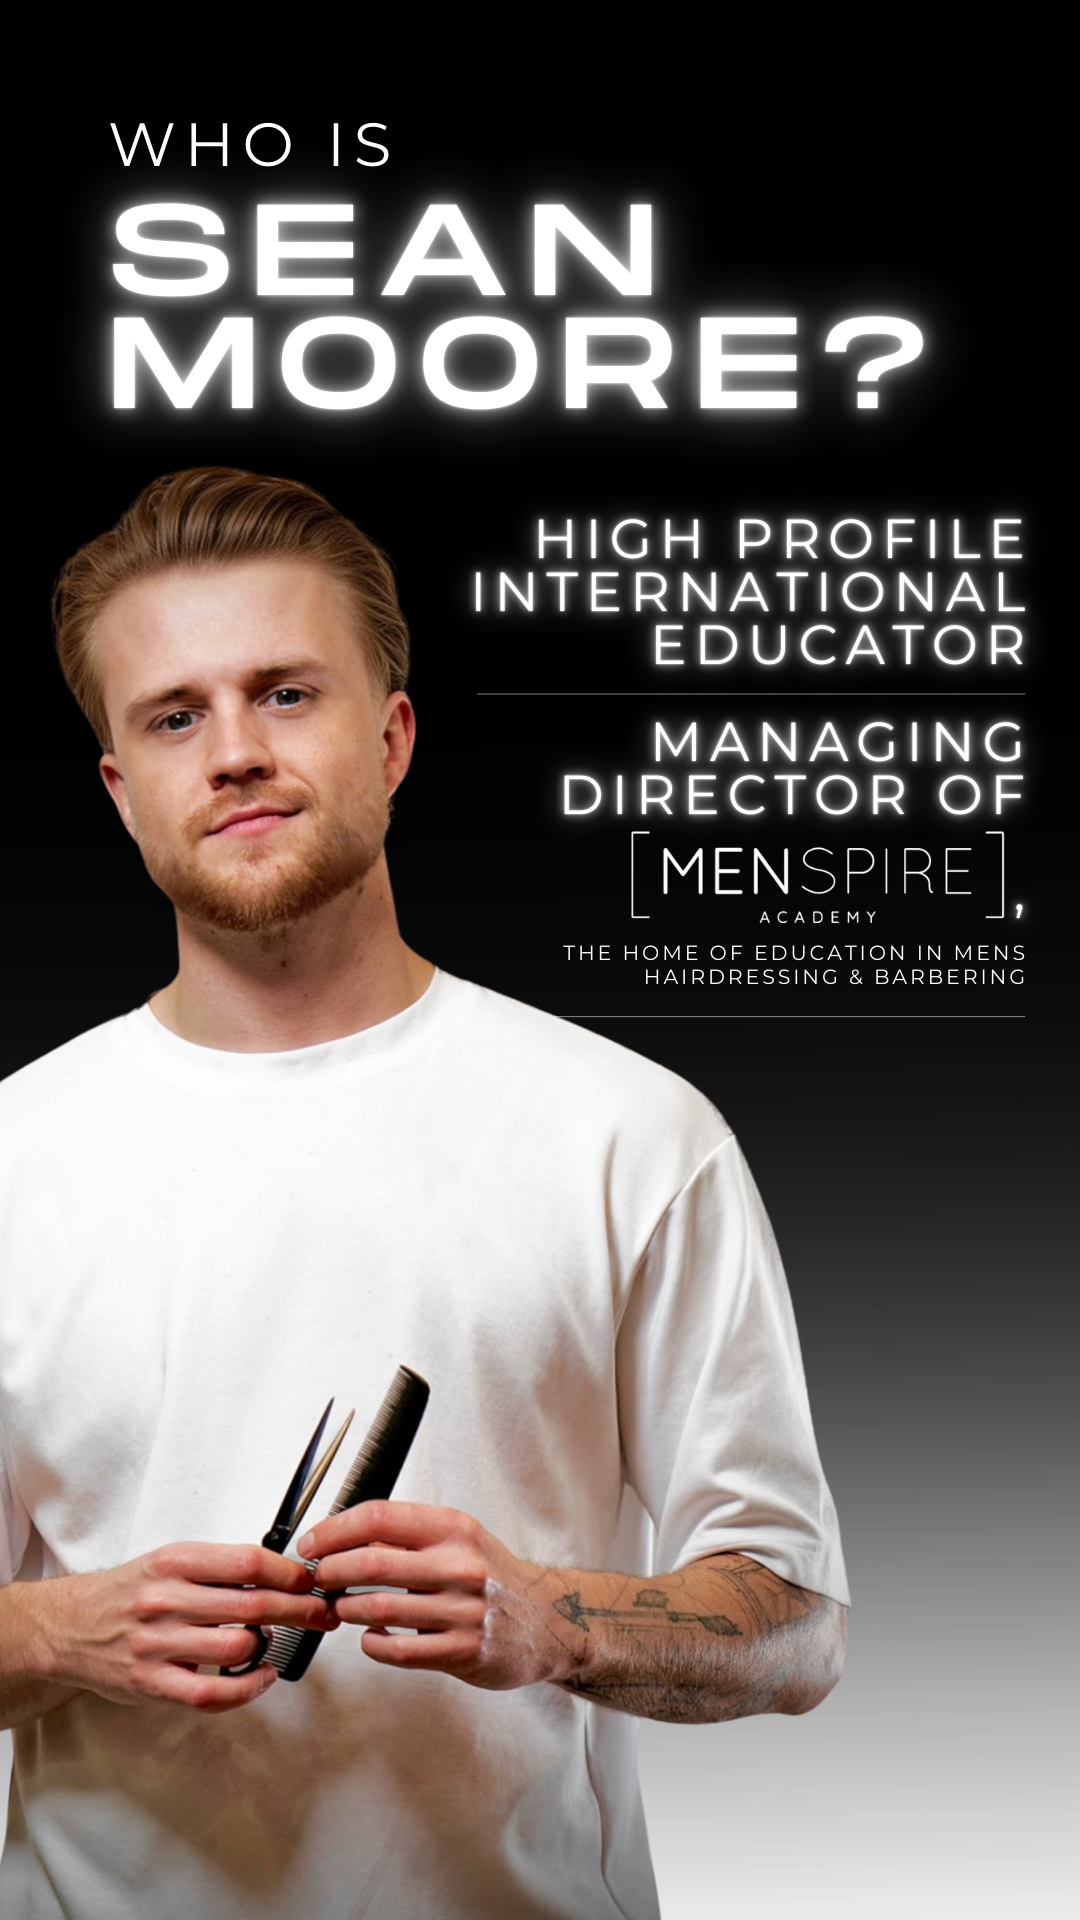 WHO IS
SEAN
MOORE?
HIGH PROFILE
INTERNATIONAL
EDUCATOR
MANAGING
DIRECTOR OF
[MENSPIRE]
ACADEMY ,
THE HOME OF EDUCATION IN MENS
HAIRDRESSING & BARBERING